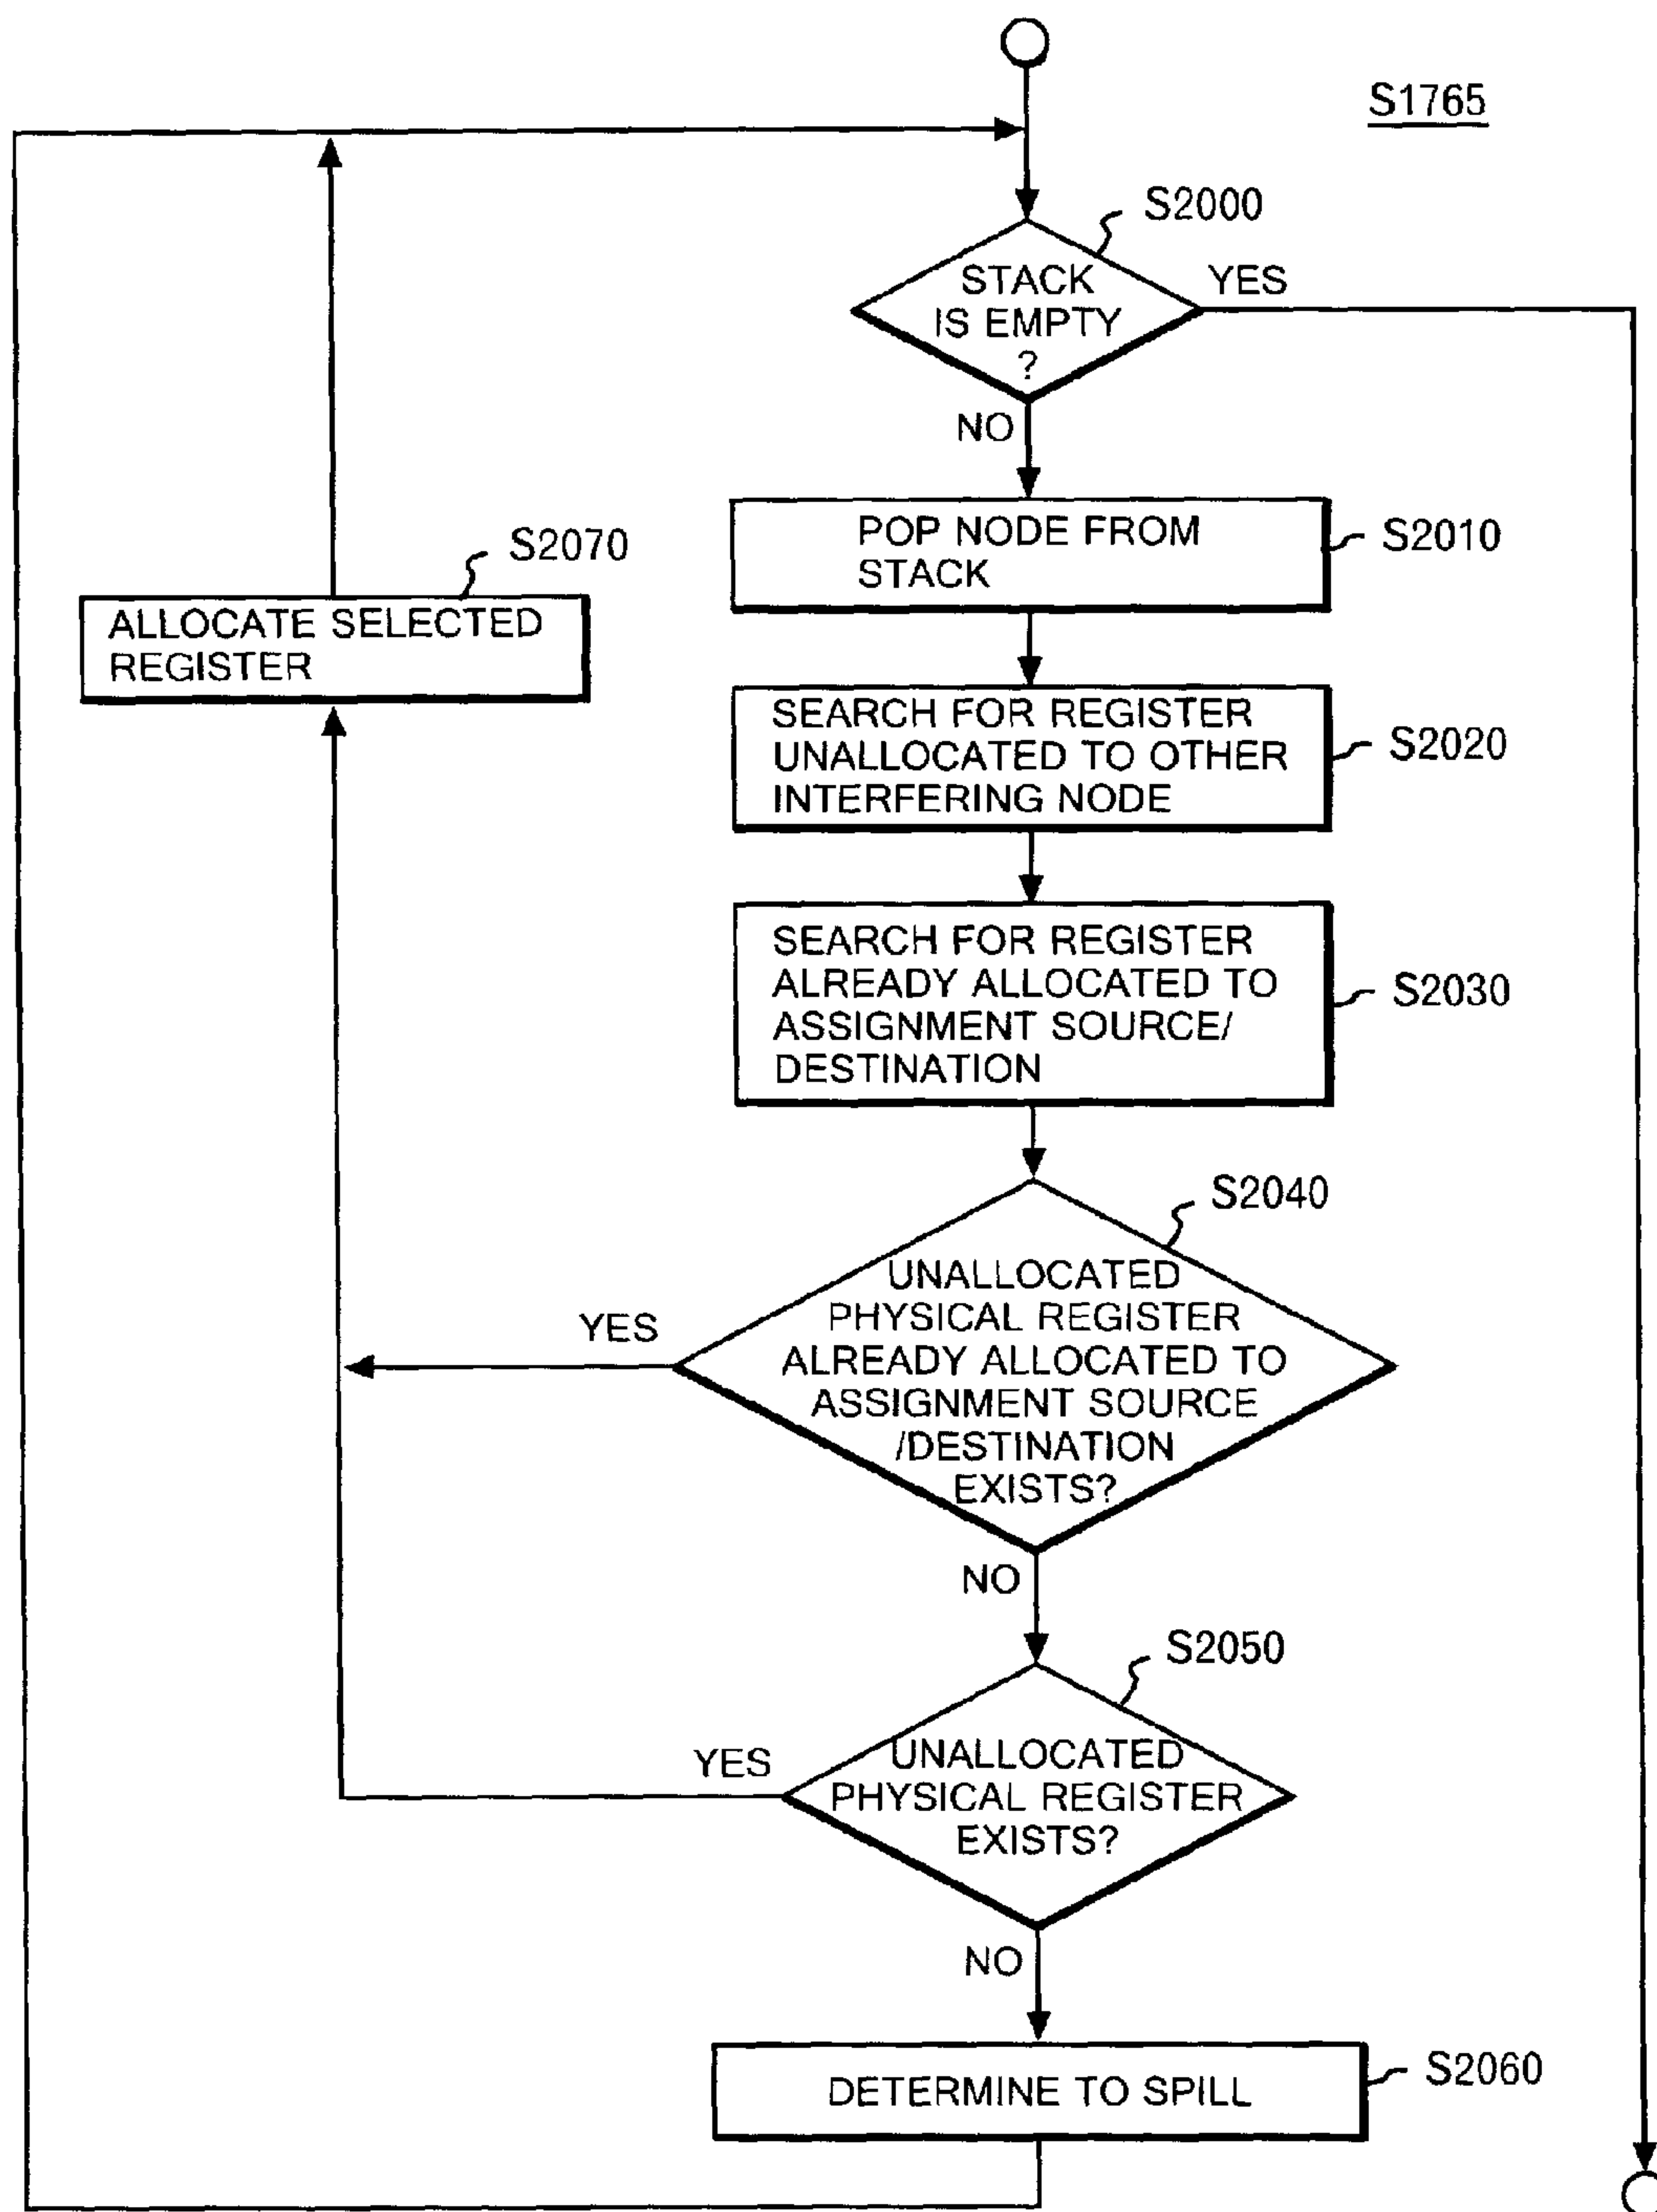 S1765
S2000
STACK
IS EMPTY
?
YES
NO
POP NODE FROM
STACK
S2010
S2070
ALLOCATE SELECTED
REGISTER
SEARCH FOR REGISTER
UNALLOCATED TO OTHER
INTERFERING NODE
S2020
SEARCH FOR REGISTER
ALREADY ALLOCATED TO
ASSIGNMENT SOURCE/
DESTINATION
S2030
S2040
UNALLOCATED
PHYSICAL REGISTER
ALREADY ALLOCATED TO
ASSIGNMENT SOURCE
/DESTINATION
EXISTS?
YES
NO
S2050
UNALLOCATED
PHYSICAL REGISTER
EXISTS?
YES
NO
DETERMINE TO SPILL
S2060